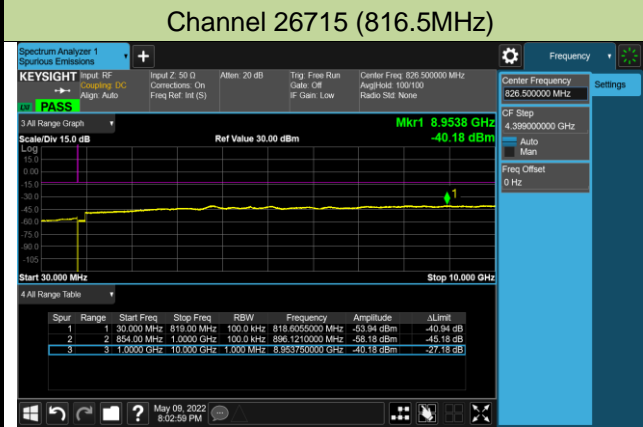 Channel 26715 (816.5MHz)
Spectrum Analyzer 1
Spurious Emissions
+
Frequency
KEYSIGHT
Input: RF
Coupling: DC
Align: Auto
Input Z: 50 Ω
Corrections: On
Freq Ref: Int (S)
Atten: 20 dB
Trig: Free Run
Gate: Off
IF Gain: Low
Center Freq: 826.500000 MHz
Avg|Hold: 100/100
Radio Std: None
PASS
Center Frequency
826.500000 MHz
Settings
CF Step
4.399000000 GHz
Auto
Man
Freq Offset
0 Hz
3 All Range Graph
Mkr1 8.9538 GHz
Scale/Div 15.0 dB
Ref Value 30.00 dBm
-40.18 dBm
Log
15.0
0.00
-15.0
-30.0
-45.0
-60.0
-75.0
-90.0
-105
1
Start 30.000 MHz
Stop 10.000 GHz
4 All Range Table
Spur Range Start Freq Stop Freq RBW Frequency Amplitude ΔLimit
1 1 30.000 MHz 819.00 MHz 100.0 kHz 818.6055000 MHz -53.94 dBm -40.94 dB
2 2 854.00 MHz 1.0000 GHz 100.0 kHz 896.1210000 MHz -58.18 dBm -45.18 dB
3 3 1.0000 GHz 10.000 GHz 1.000 MHz 8.953750000 GHz -40.18 dBm -27.18 dB
?
May 09, 2022
8:02:59 PM